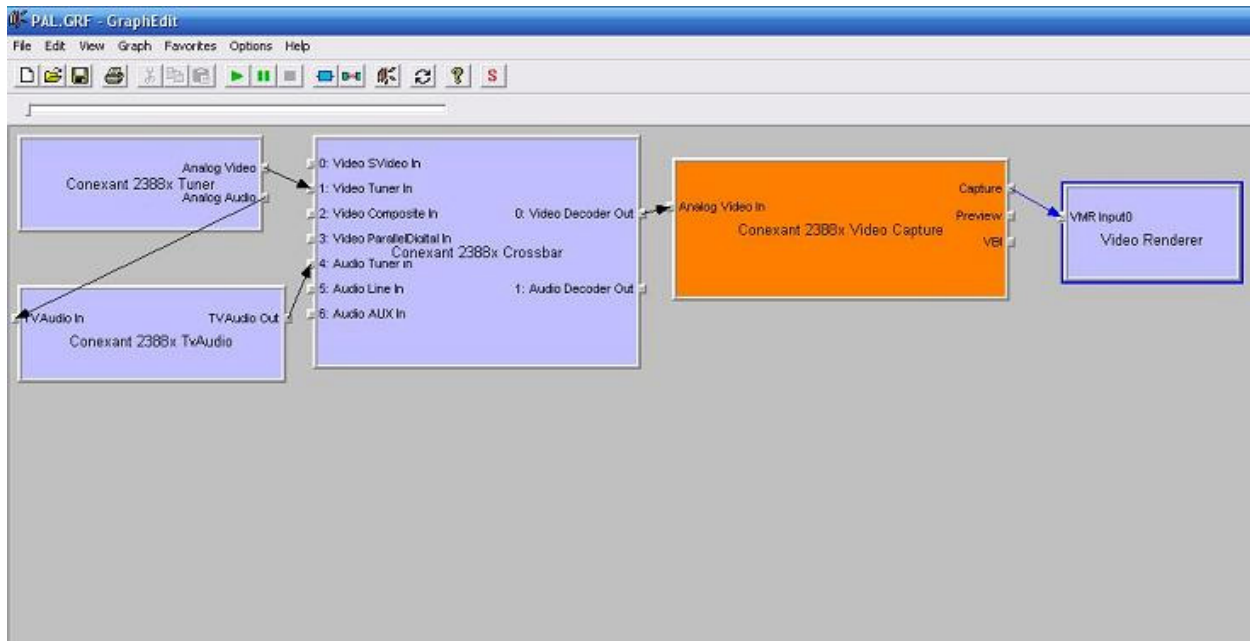 PAL.GRF - GraphEdit
File Edit View Graph Favorites Options Help
S
Analog Video
Conexant 2388x Tuner
Analog Audio
TVAudio In TVAudio Out
Conexant 2388x TvAudio
0: Video SVideo In
1: Video Tuner In
2: Video Composite In 0: Video Decoder Out
3: Video ParallelDigital In
Conexant 2388x Crossbar
4: Audio Tuner in
5: Audio Line In 1: Audio Decoder Out
6: Audio AUX In
Capture
Analog Video In Preview
Conexant 2388x Video Capture
VBI
VMR Input0
Video Renderer